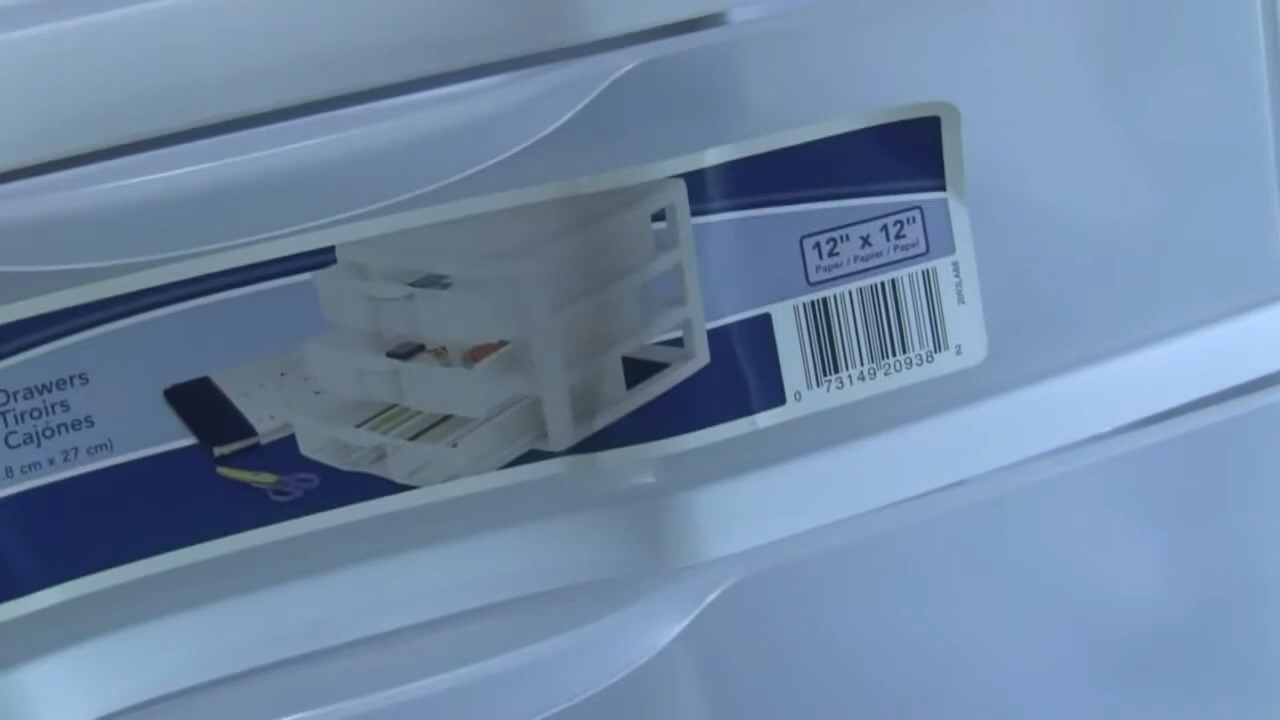 Drawers
Tiroirs
Cajónes
.8 cm x 27 cm)
12" x 12"
Paper / Papier / Papel
0 73149 20938 2